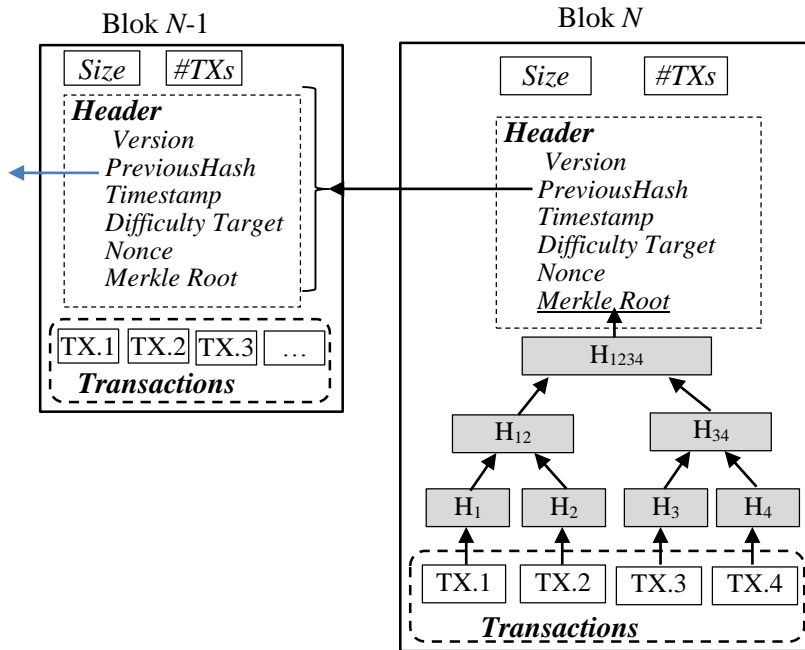 Blok N-1
Size #TXs
Header
Version
PreviousHash
Timestamp
Difficulty Target
Nonce
Merkle Root
TX.1 TX.2 TX.3 …
Transactions
Blok N
Size #TXs
Header
Version
PreviousHash
Timestamp
Difficulty Target
Nonce
Merkle Root
H1234
H12 H34
H1 H2 H3 H4
TX.1 TX.2 TX.3 TX.4
Transactions